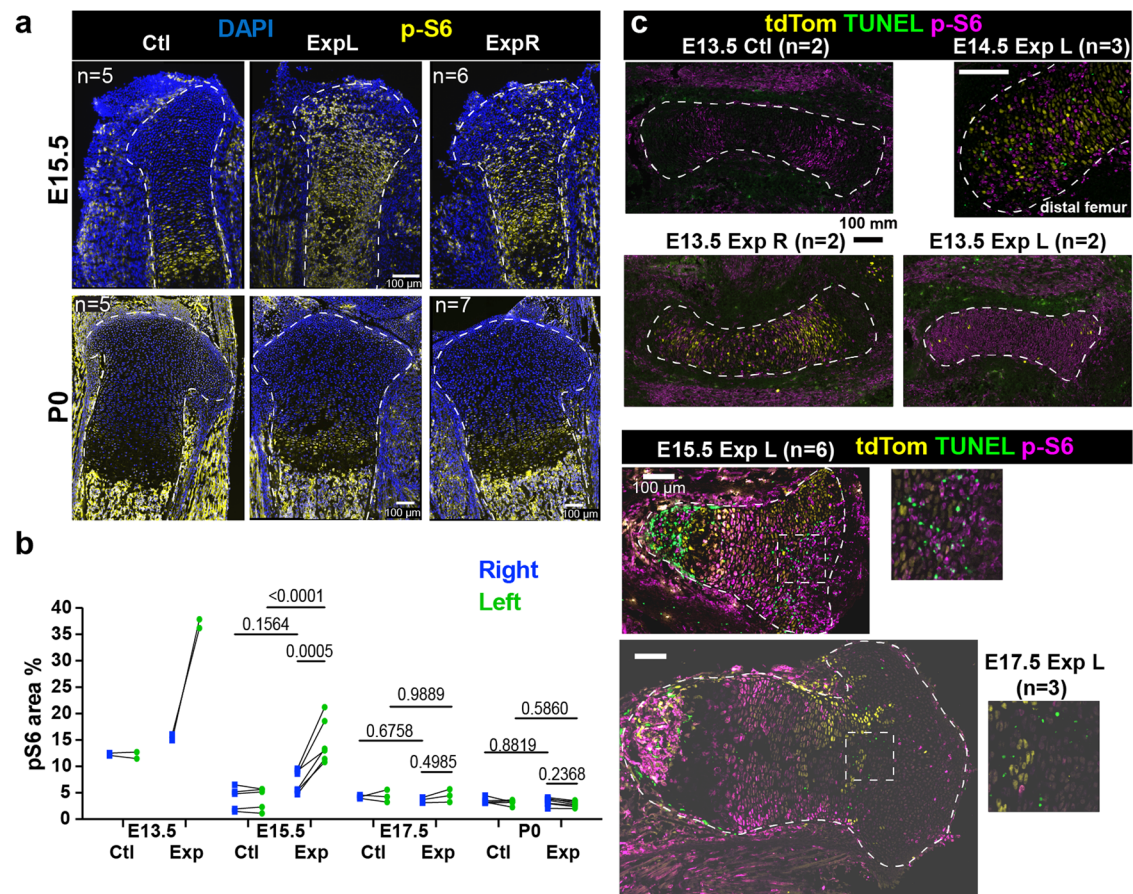 a
DAPI p-S6
Ctl ExpL ExpR
E15.5
n=5
n=6
100 µm
100 µm
P0
n=5
n=7
100 µm
100 µm
b
Right
Left
pS6 area %
40
35
30
25
20
15
10
5
0
<0.0001
0.1564
0.0005
0.9889
0.6758
0.4985
0.5860
0.8819
0.2368
E13.5 E15.5 E17.5 P0
Ctl Exp Ctl Exp Ctl Exp Ctl Exp
c
tdTom TUNEL p-S6
E13.5 Ctl (n=2)
E14.5 Exp L (n=3)
distal femur
100 mm
E13.5 Exp R (n=2)
E13.5 Exp L (n=2)
E15.5 Exp L (n=6)
tdTom TUNEL p-S6
100 µm
E17.5 Exp L
(n=3)